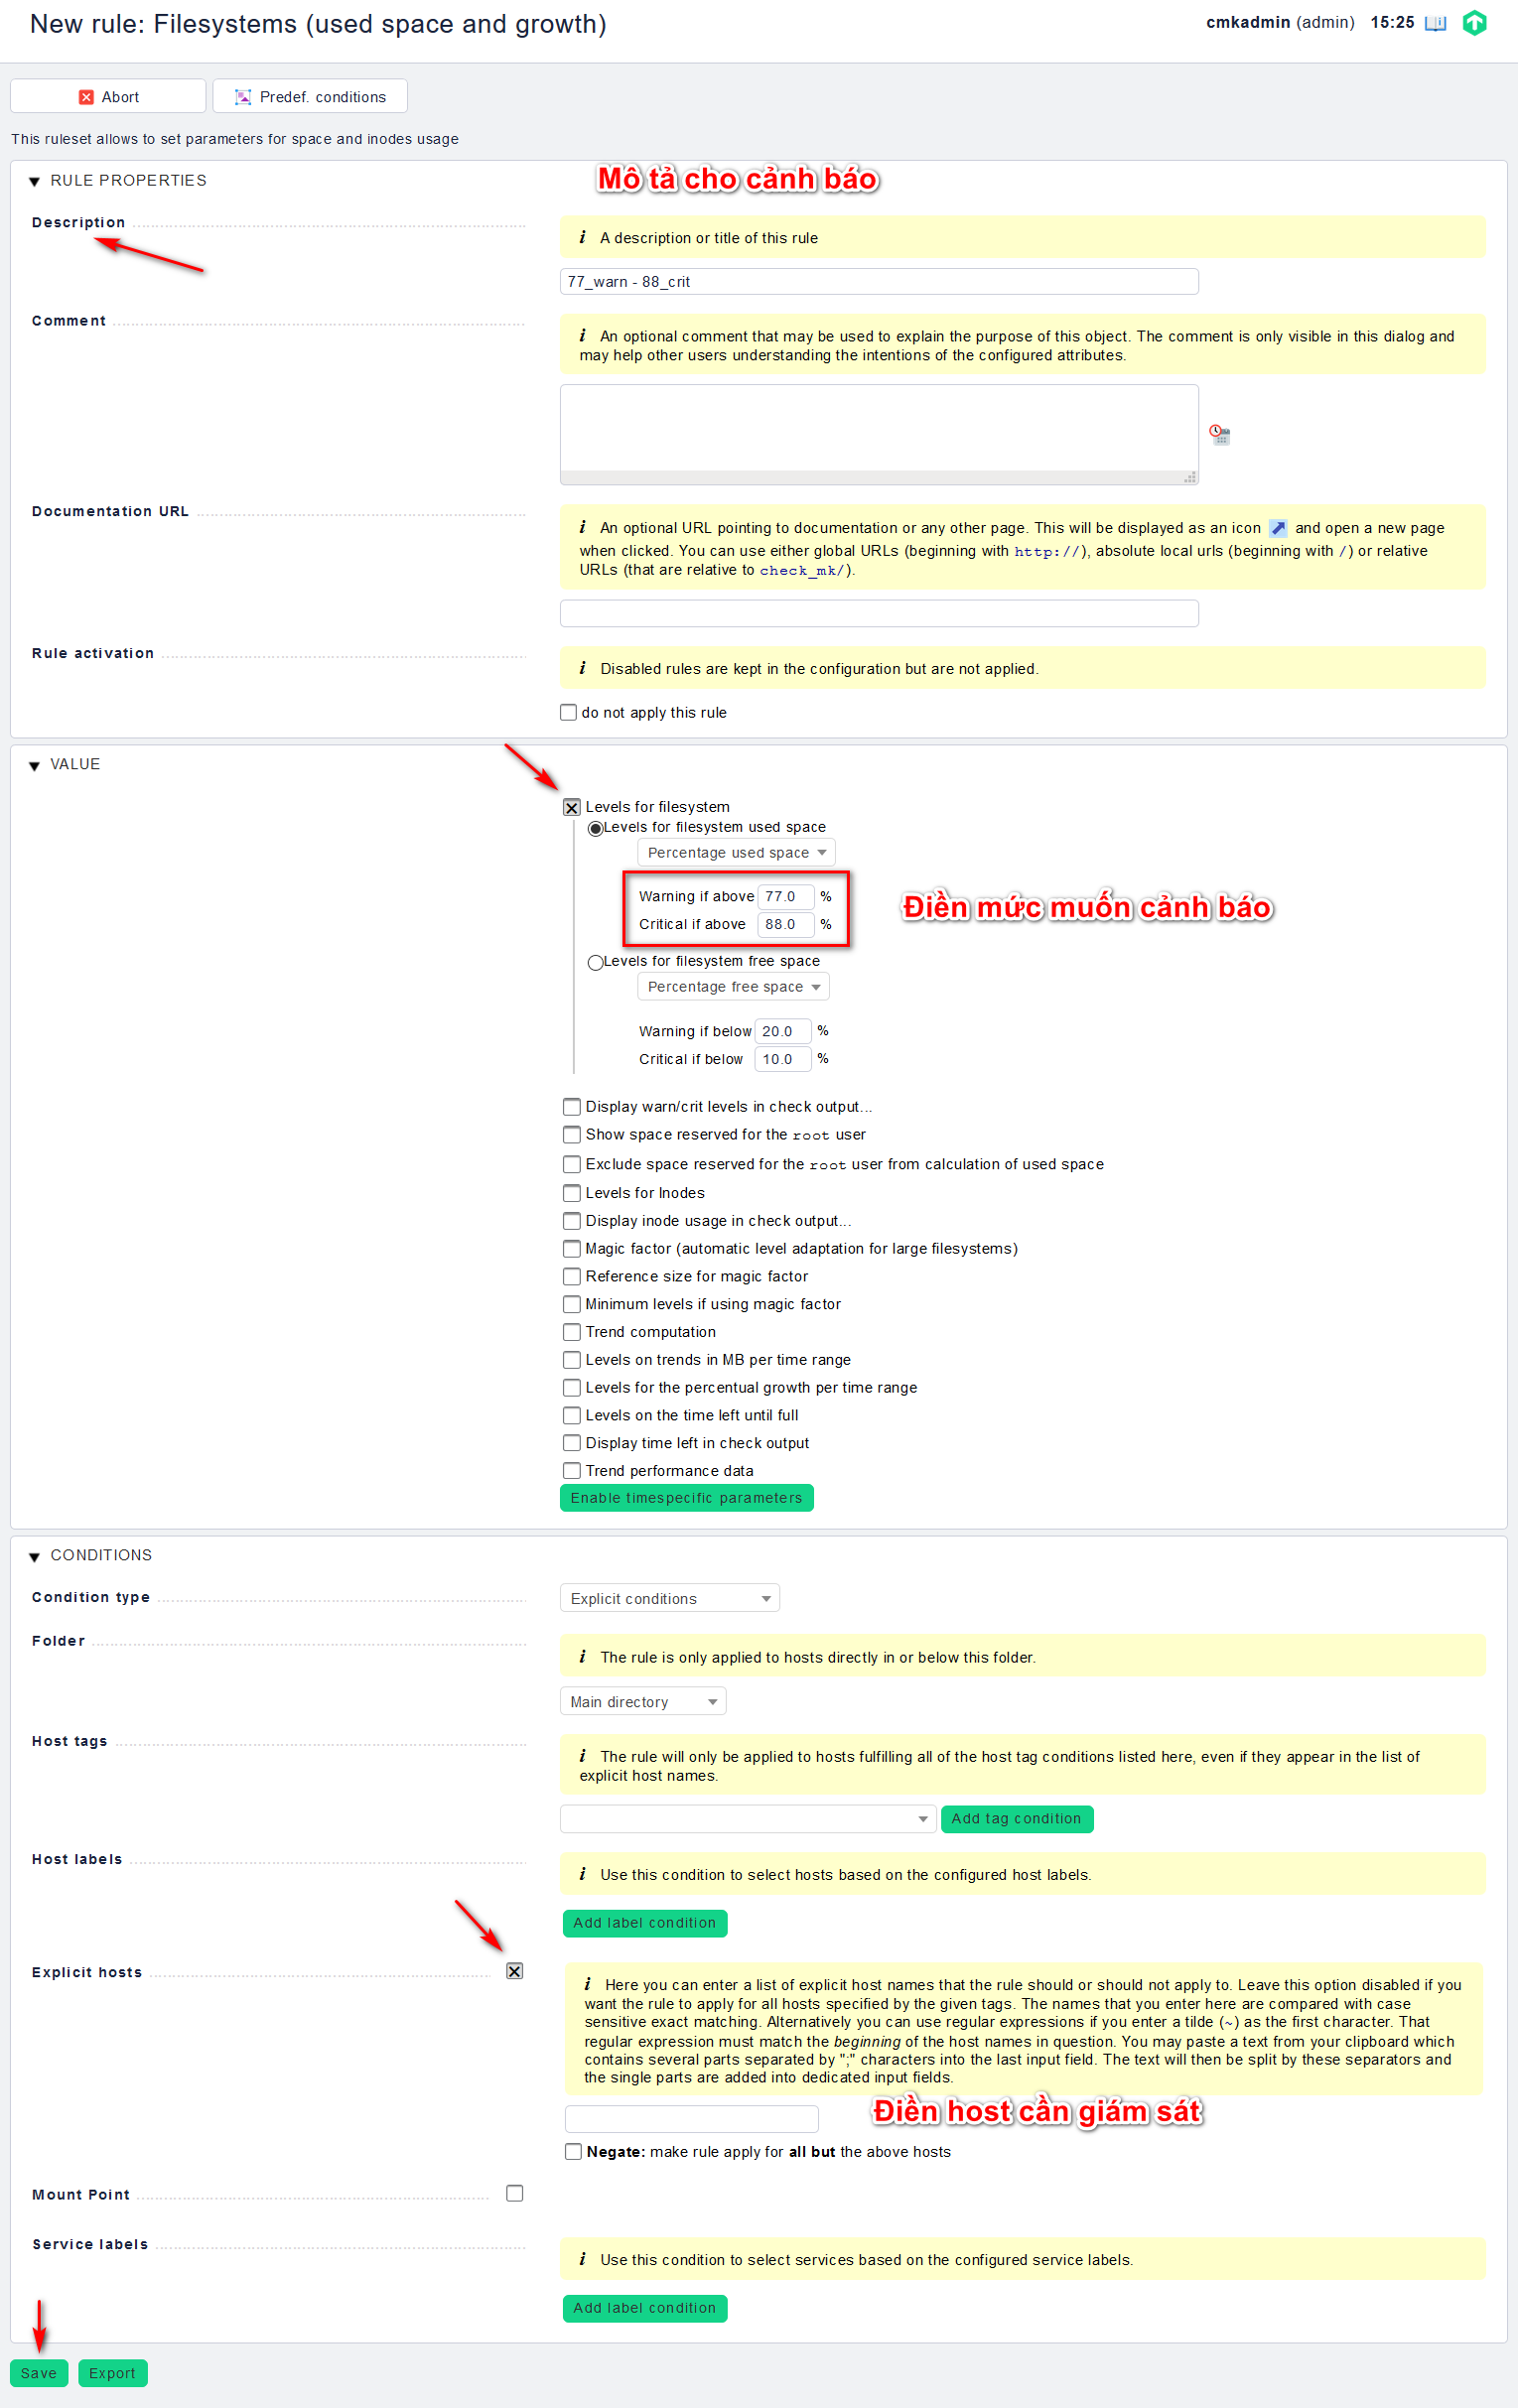 New rule: Filesystems (used space and growth)
cmkadmin (admin) 15:25
Abort
Predef. conditions
This ruleset allows to set parameters for space and inodes usage
RULE PROPERTIES
Mô tả cho cảnh báo
Description
i A description or title of this rule
77_warn - 88_crit
Comment
i An optional comment that may be used to explain the purpose of this object. The comment is only visible in this dialog and
may help other users understanding the intentions of the configured attributes.
Documentation URL
i An optional URL pointing to documentation or any other page. This will be displayed as an icon and open a new page
when clicked. You can use either global URLs (beginning with http://), absolute local urls (beginning with /) or relative
URLs (that are relative to check_mk/).
Rule activation
i Disabled rules are kept in the configuration but are not applied.
do not apply this rule
VALUE
Levels for filesystem
Levels for filesystem used space
Percentage used space
Warning if above 77.0 %
Critical if above 88.0 %
Điền mức muốn cảnh báo
Levels for filesystem free space
Percentage free space
Warning if below 20.0 %
Critical if below 10.0 %
Display warn/crit levels in check output...
Show space reserved for the root user
Exclude space reserved for the root user from calculation of used space
Levels for Inodes
Display inode usage in check output...
Magic factor (automatic level adaptation for large filesystems)
Reference size for magic factor
Minimum levels if using magic factor
Trend computation
Levels on trends in MB per time range
Levels for the percentual growth per time range
Levels on the time left until full
Display time left in check output
Trend performance data
Enable timespecific parameters
CONDITIONS
Condition type
Explicit conditions
Folder
i The rule is only applied to hosts directly in or below this folder.
Main directory
Host tags
i The rule will only be applied to hosts fulfilling all of the host tag conditions listed here, even if they appear in the list of
explicit host names.
Add tag condition
Host labels
i Use this condition to select hosts based on the configured host labels.
Add label condition
Explicit hosts
i Here you can enter a list of explicit host names that the rule should or should not apply to. Leave this option disabled if you
want the rule to apply for all hosts specified by the given tags. The names that you enter here are compared with case
sensitive exact matching. Alternatively you can use regular expressions if you enter a tilde (~) as the first character. That
regular expression must match the beginning of the host names in question. You may paste a text from your clipboard which
contains several parts separated by ";" characters into the last input field. The text will then be split by these separators and
the single parts are added into dedicated input fields.
Điền host cần giám sát
Negate: make rule apply for all but the above hosts
Mount Point
Service labels
i Use this condition to select services based on the configured service labels.
Add label condition
Save
Export